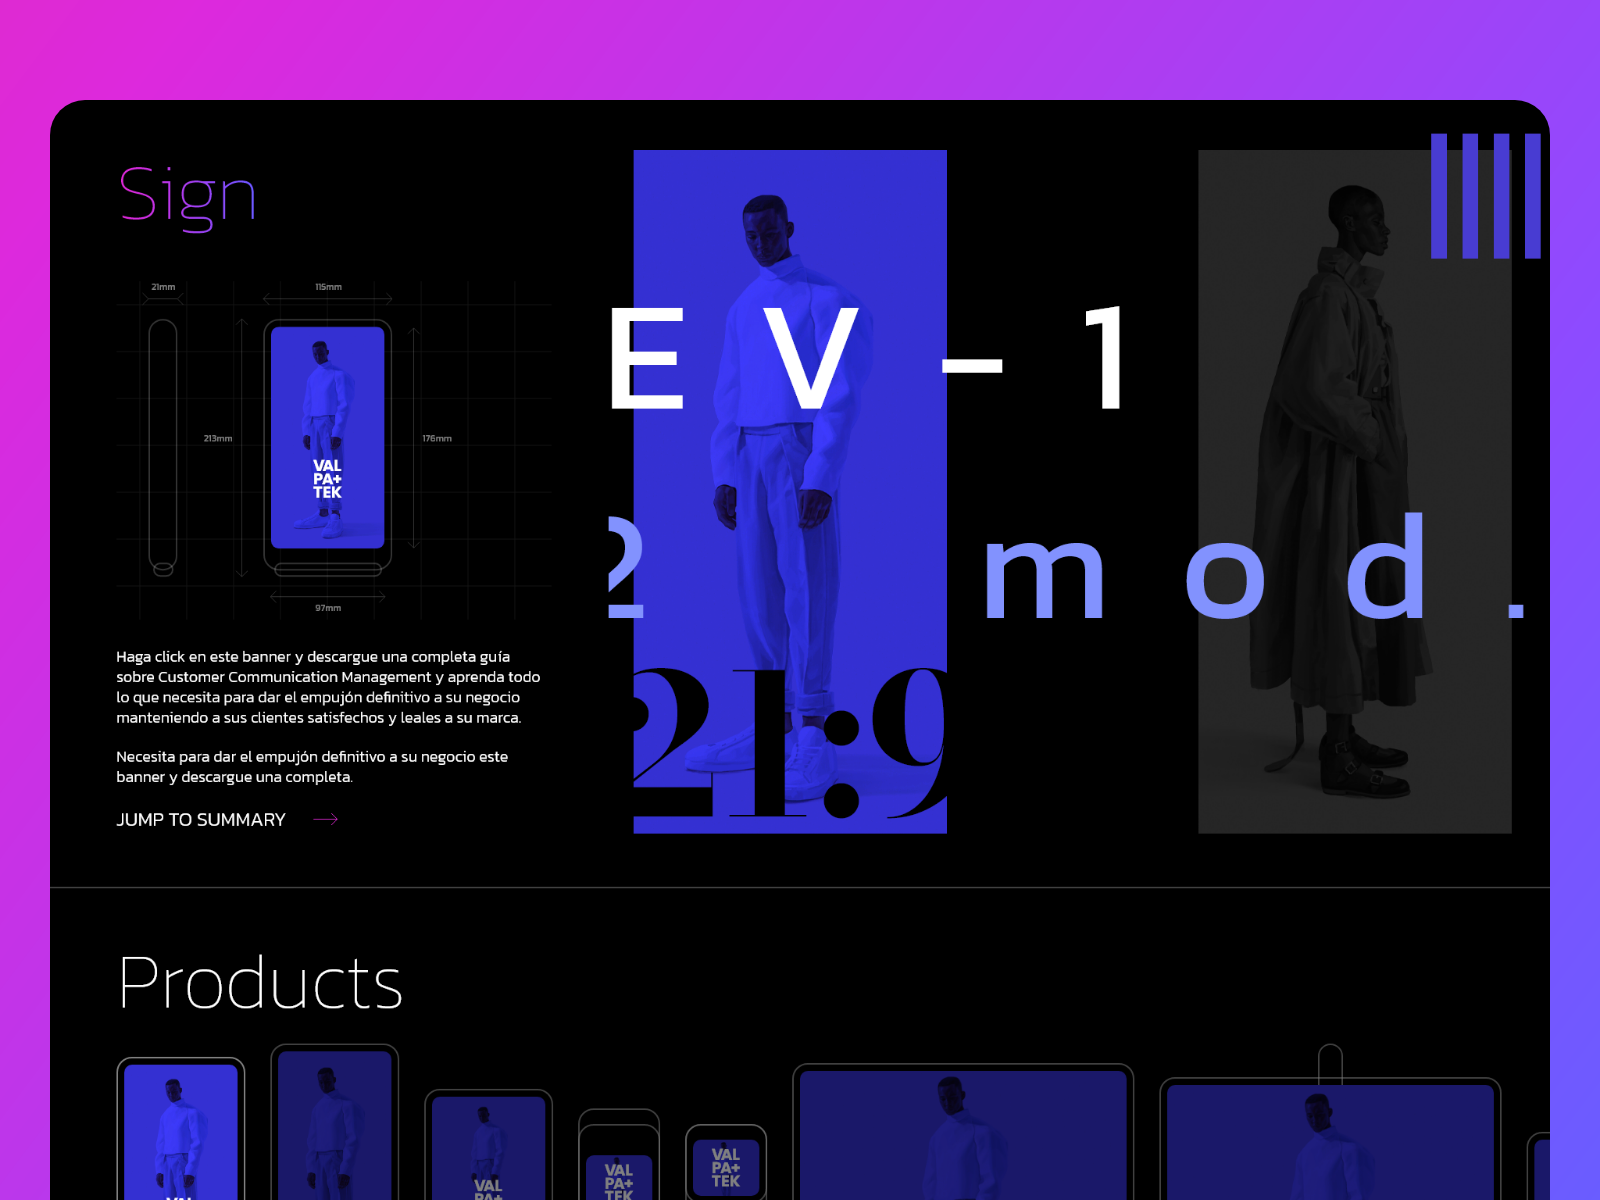 Sign
21mm
115mm
213mm
176mm
VAL
PA+
TEK
97mm
Haga click en este banner y descargue una completa guía
sobre Customer Communication Management y aprenda todo
lo que necesita para dar el empujón definitivo a su negocio
manteniendo a sus clientes satisfechos y leales a su marca.
Necesita para dar el empujón definitivo a su negocio este
banner y descargue una completa.
JUMP TO SUMMARY
EV-1
2 mod.
21:9
Products
VAL
PA+
VAL
PA+
TEK
VAL
PA+
TEK